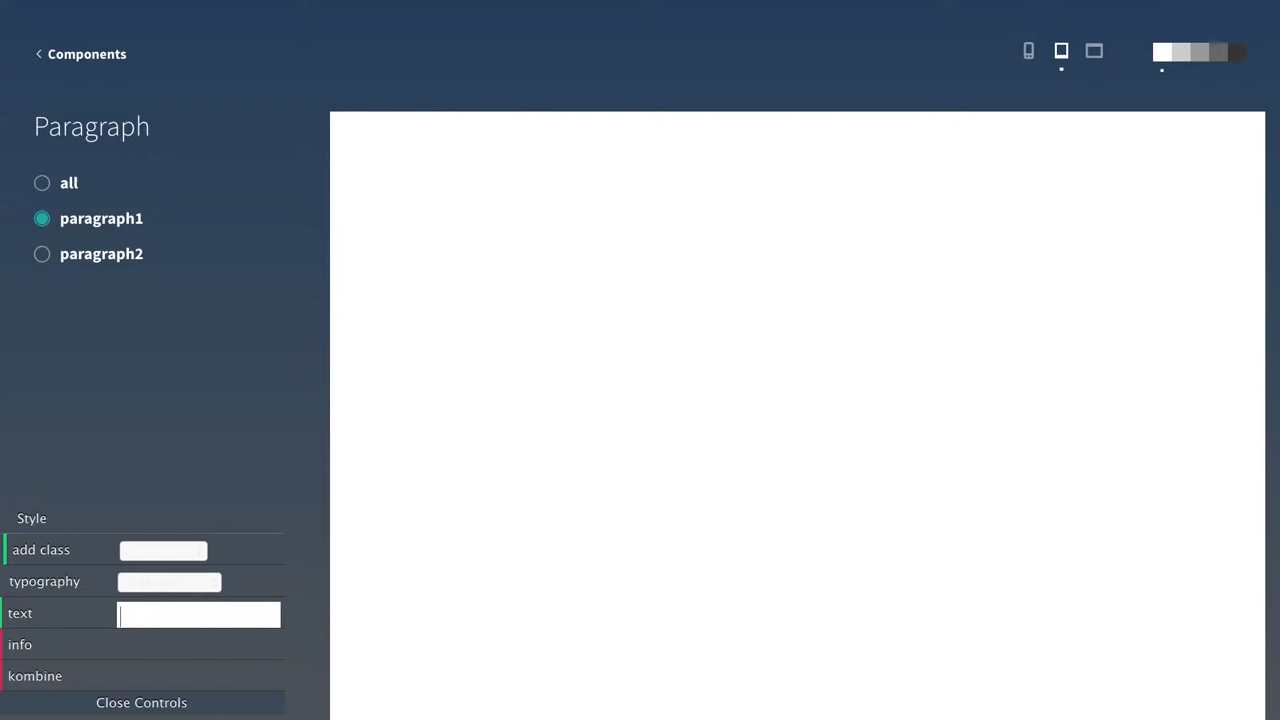 Components
Paragraph
all
paragraph1
paragraph2
Style
add class
typography
text
info
kombine
Close Controls